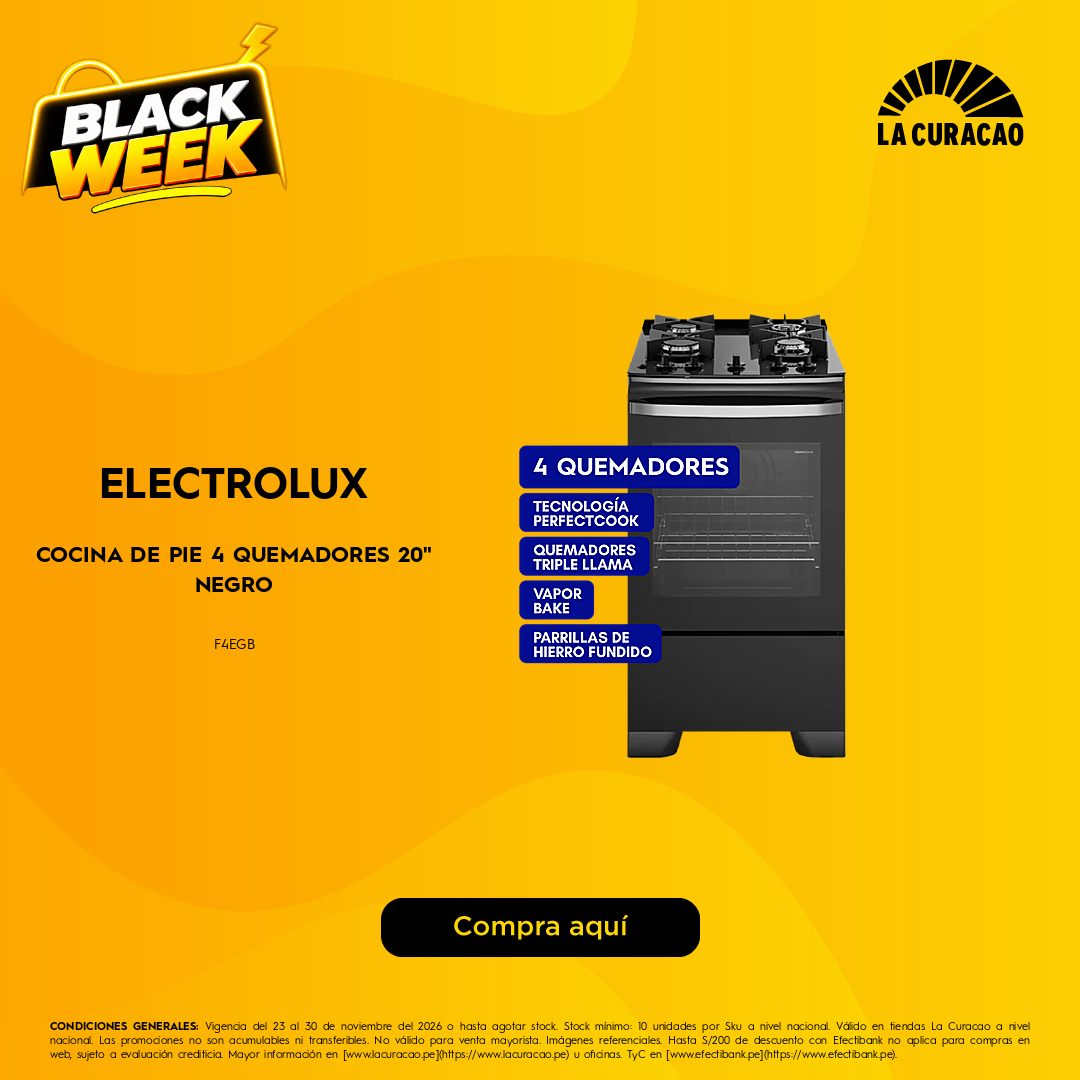 BLACK
WEEK
LA CURACAO
ELECTROLUX
COCINA DE PIE 4 QUEMADORES 20"
NEGRO
F4EGB
4 QUEMADORES
TECNOLOGÍA
PERFECTCOOK
QUEMADORES
TRIPLE LLAMA
VAPOR
BAKE
PARRILLAS DE
HIERRO FUNDIDO
Compra aquí
CONDICIONES GENERALES: Vigencia del 23 al 30 de noviembre del 2026 o hasta agotar stock. Stock mínimo: 10 unidades por Sku a nivel nacional. Válido en tiendas La Curacao a nivel
nacional. Las promociones no son acumulables ni transferibles. No válido para venta mayorista. Imágenes referenciales. Hasta S/200 de descuento con Efectibank no aplica para compras en
web, sujeto a evaluación crediticia. Mayor información en [www.lacuracao.pe](https://www.lacuracao.pe) u oficinas. TyC en [www.efectibank.pe](https://www.efectibank.pe).